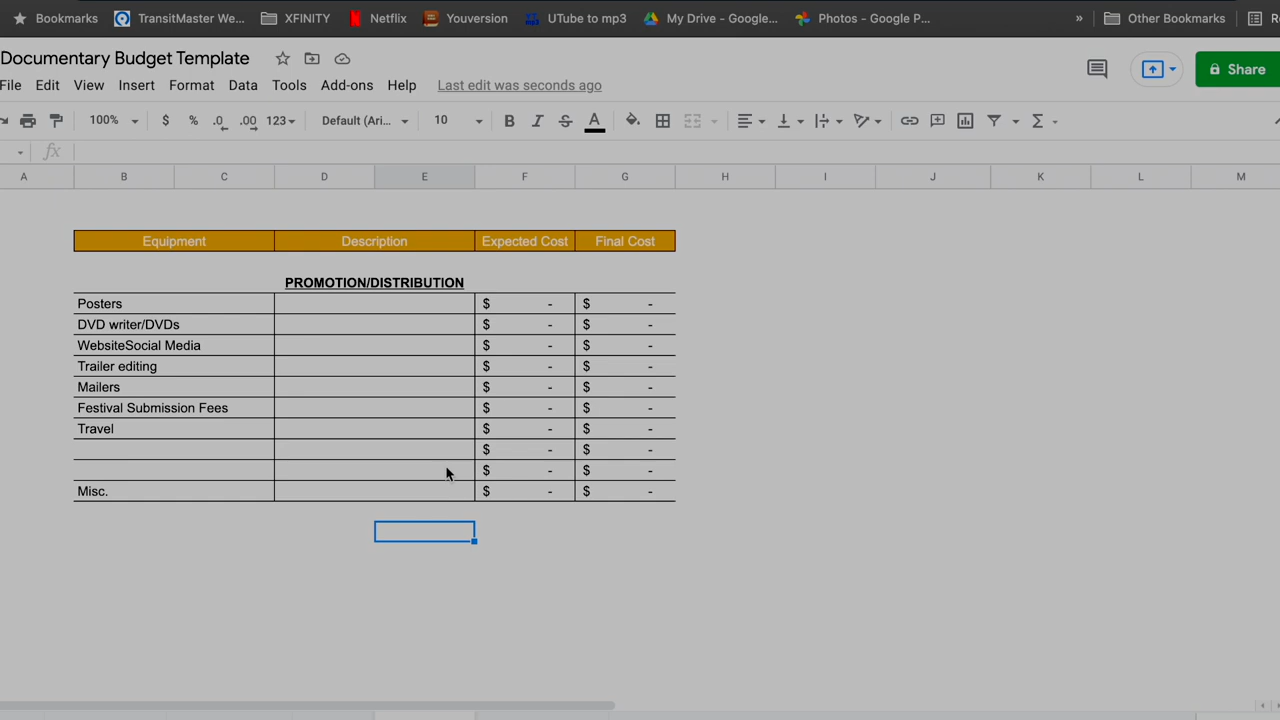 Bookmarks TransitMaster We... XFINITY Netflix Youversion UTube to mp3 My Drive - Google... Photos - Google P... » Other Bookmarks Re
Documentary Budget Template
File Edit View Insert Format Data Tools Add-ons Help Last edit was seconds ago Share
100% $ % .0 .00 123 Default (Ari... 10 B I S A Σ
fx
A B C D E F G H I J K L M
Equipment Description Expected Cost Final Cost
PROMOTION/DISTRIBUTION
Posters $ - $ -
DVD writer/DVDs $ - $ -
WebsiteSocial Media $ - $ -
Trailer editing $ - $ -
Mailers $ - $ -
Festival Submission Fees $ - $ -
Travel $ - $ -
$ - $ -
$ - $ -
Misc. $ - $ -